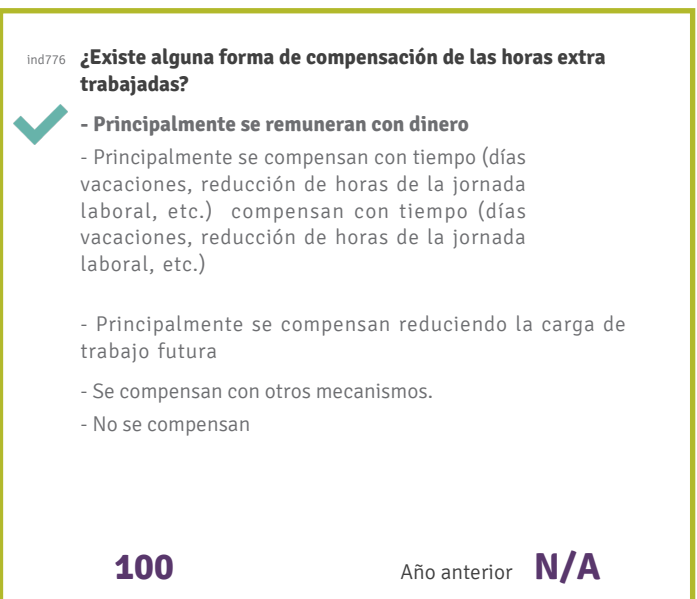 ind776 ¿Existe alguna forma de compensación de las horas extra
trabajadas?
- Principalmente se remuneran con dinero
- Principalmente se compensan con tiempo (días
vacaciones, reducción de horas de la jornada
laboral, etc.) compensan con tiempo (días
vacaciones, reducción de horas de la jornada
laboral, etc.)
- Principalmente se compensan reduciendo la carga de
trabajo futura
- Se compensan con otros mecanismos.
- No se compensan
100 Año anterior N/A